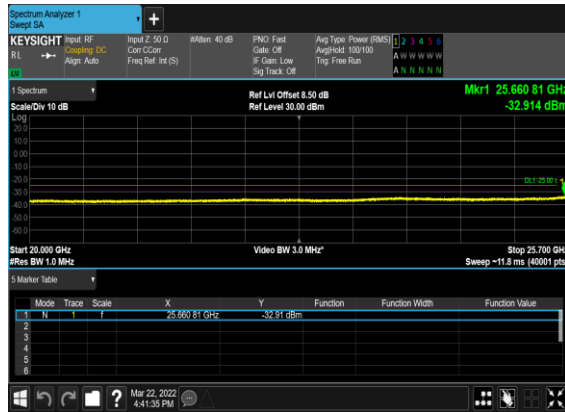 Spectrum Analyzer 1
Swept SA
KEYSIGHT Input: RF Input Z: 50 Ω #Atten: 40 dB PNO: Fast Avg Type: Power (RMS) 1 2 3 4 5 6
RL Coupling: DC Corr CCorr Gate: Off Avg|Hold: 100/100 A W W W W W
Align: Auto Freq Ref: Int (S) IF Gain: Low Trig: Free Run
LU Sig Track: Off A N N N N N
1 Spectrum Ref Lvl Offset 8.50 dB Mkr1 25.660 81 GHz
Scale/Div 10 dB Ref Level 30.00 dBm -32.914 dBm
Log
20.0
10.0
0.00
-10.0
-20.0
DL1 -25.00
-30.0
-40.0
-50.0
-60.0
Start 20.000 GHz Video BW 3.0 MHz* Stop 25.700 GHz
#Res BW 1.0 MHz Sweep ~11.8 ms (40001 pts
5 Marker Table
Mode Trace Scale X Y Function Function Width Function Value
1 N 1 f 25.660 81 GHz -32.91 dBm
2
3
4
5
6
? Mar 22, 2022
4:41:35 PM